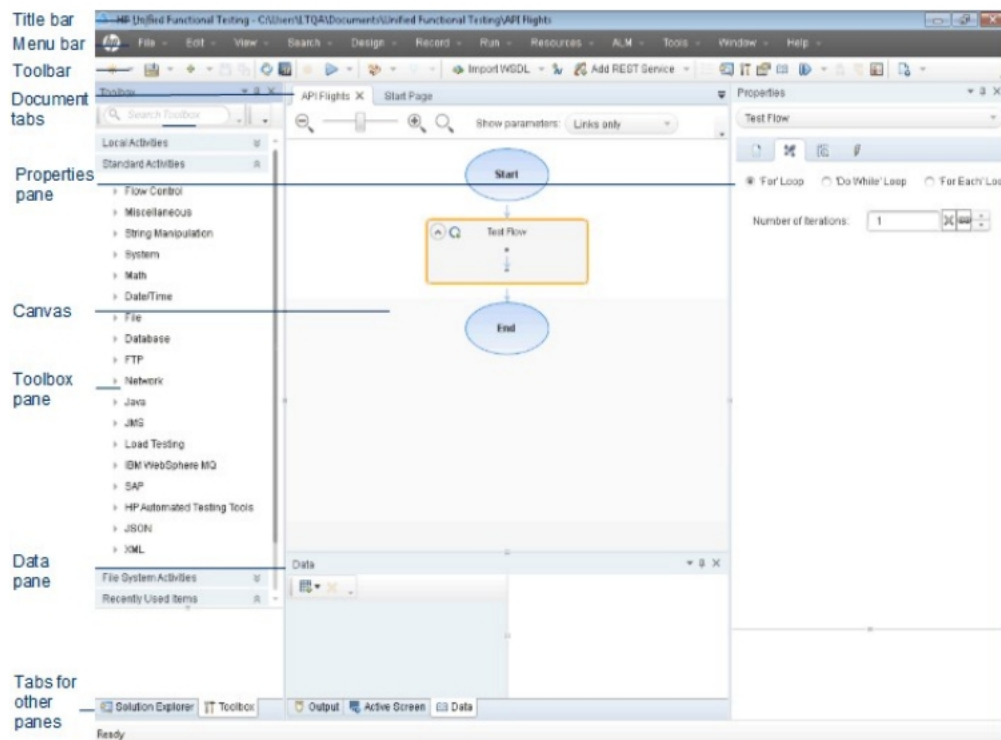 Title bar
HP Unified Functional Testing - C:\Users\LTQA\Documents\Unified Functional Testing\API Flights
Menu bar
hp File Edit View Search Design Record Run Resources ALM Tools Window Help
Toolbar
Import WSDL Add REST Service
Document tabs
Toolbox
Search Toolbox
API Flights Start Page
Show parameters: Links only
Properties
Test Flow
Local Activities
Standard Activities
Properties pane
'For' Loop 'Do While' Loop 'For Each' Loo
Number of Iterations: 1
Flow Control
Miscellaneous
String Manipulation
System
Math
Date/Time
File
Database
FTP
Network
Java
JMS
Load Testing
IBM WebSphere MQ
SAP
HP Automated Testing Tools
JSON
XML
Start
Test Flow
End
Canvas
Toolbox pane
Data pane
Data
File System Activities
Recently Used Items
Tabs for other panes
Solution Explorer Toolbox
Output Active Screen Data
Ready